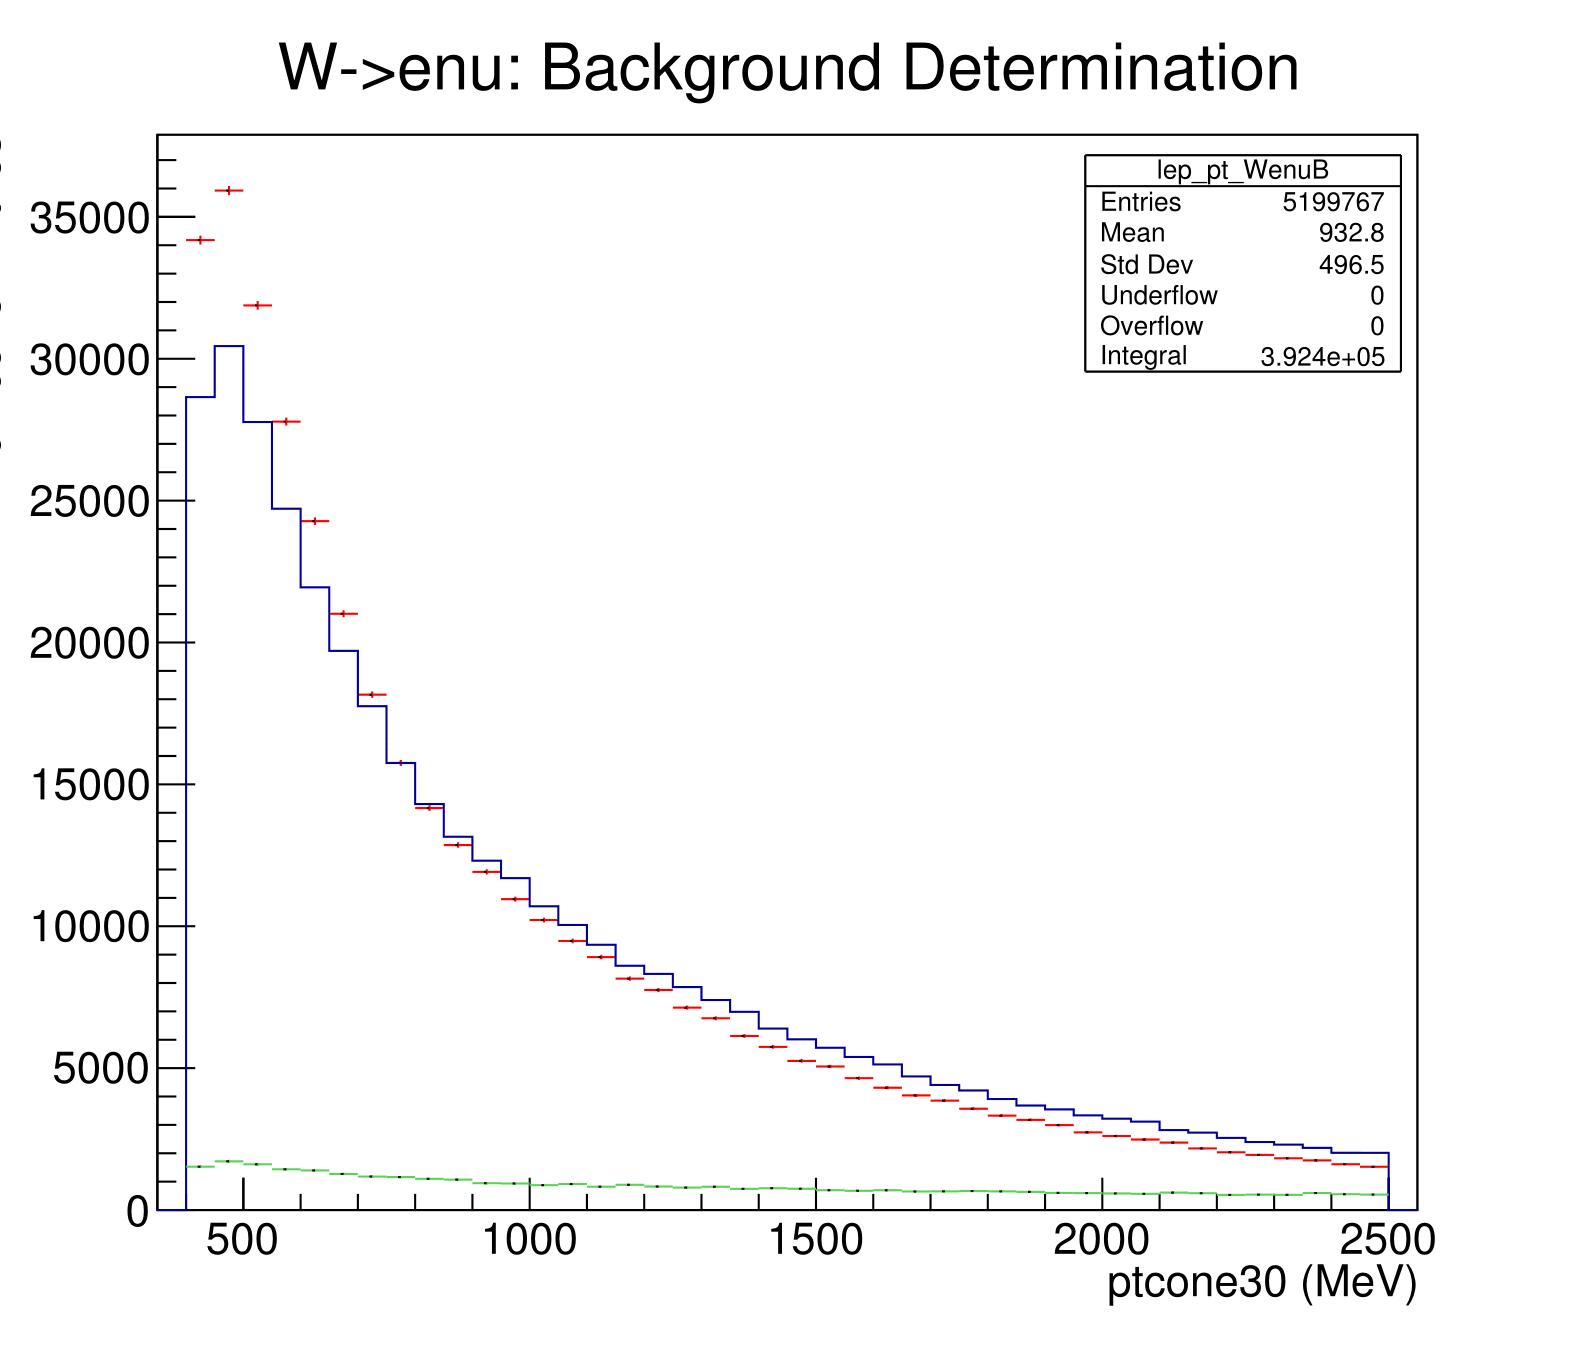 W->enu: Background Determination
lep_pt_WenuB
Entries 5199767
Mean 932.8
Std Dev 496.5
Underflow 0
Overflow 0
Integral 3.924e+05
35000
30000
25000
20000
15000
10000
5000
0
500 1000 1500 2000 2500
ptcone30 (MeV)